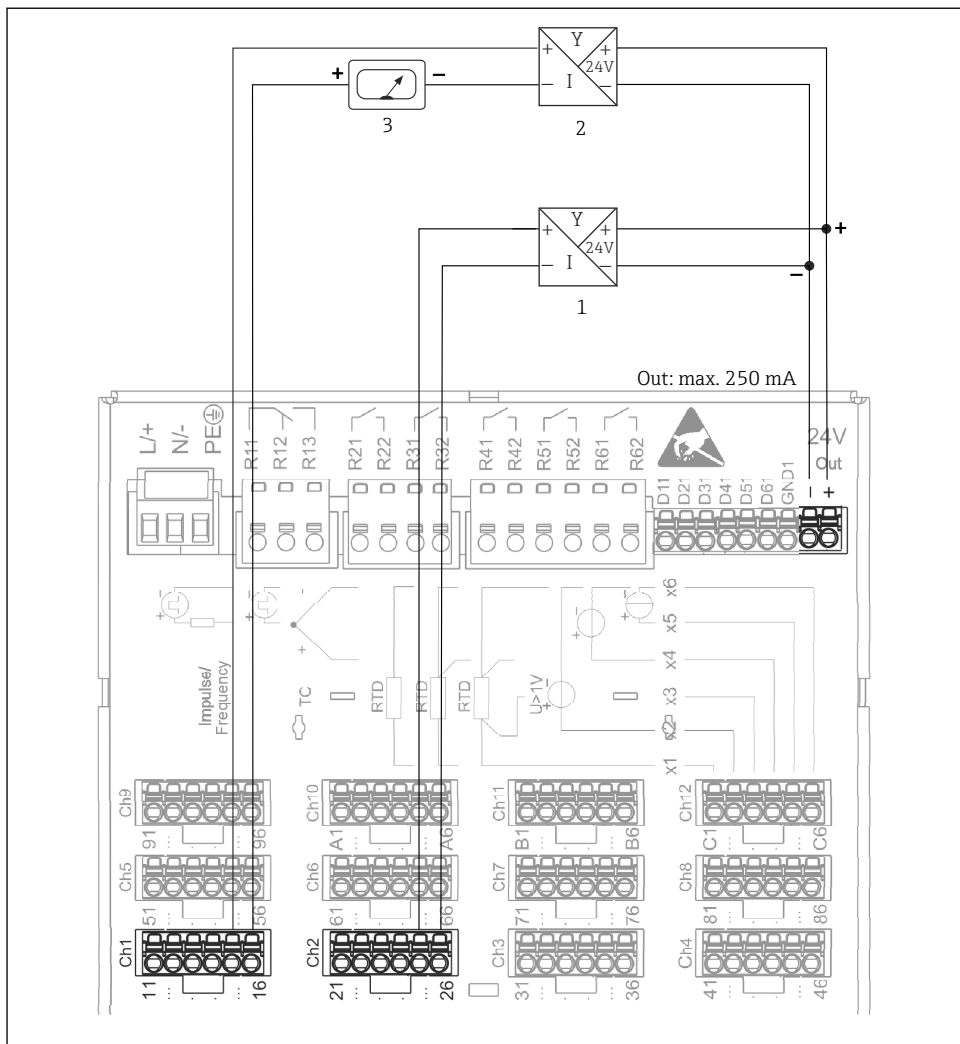 Y
+ +
24V
− I −
2
+ −
3
Y
+ +
24V
− I −
1
+
−
Out: max. 250 mA
L/+
N/-
PE
R11
R12
R13
R21
R22
R31
R32
R41
R42
R51
R52
R61
R62
D11
D21
D31
D41
D51
D61
GND1
24V
Out
− +
Impulse/
Frequency
TC
RTD
RTD
RTD
U>1V
x6
x5
x4
x3
x2
x1
Ch9
91 ... . . ... 96
Ch10
A1 ... . . ... A6
Ch11
B1 ... . . ... B6
Ch12
C1 ... . . ... C6
Ch5
51 ... . . ... 56
Ch6
61 ... . . ... 66
Ch7
71 ... . . ... 76
Ch8
81 ... . . ... 86
Ch1
11 ... . . ... 16
Ch2
21 ... . . ... 26
Ch3
31 ... . . ... 36
Ch4
41 ... . . ... 46